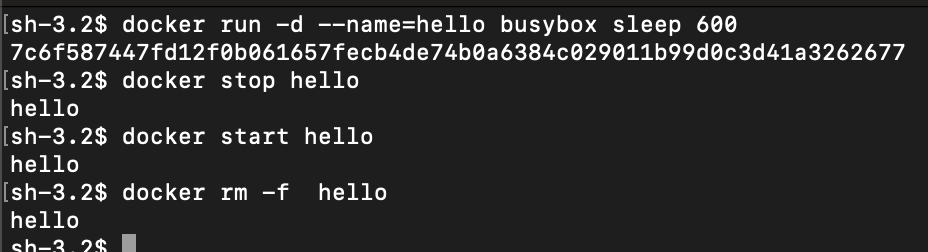 [sh-3.2$ docker run -d --name=hello busybox sleep 600
7c6f587447fd12f0b061657fecb4de74b0a6384c029011b99d0c3d41a3262677
[sh-3.2$ docker stop hello
hello
[sh-3.2$ docker start hello
hello
[sh-3.2$ docker rm -f  hello
hello
sh-3.2$